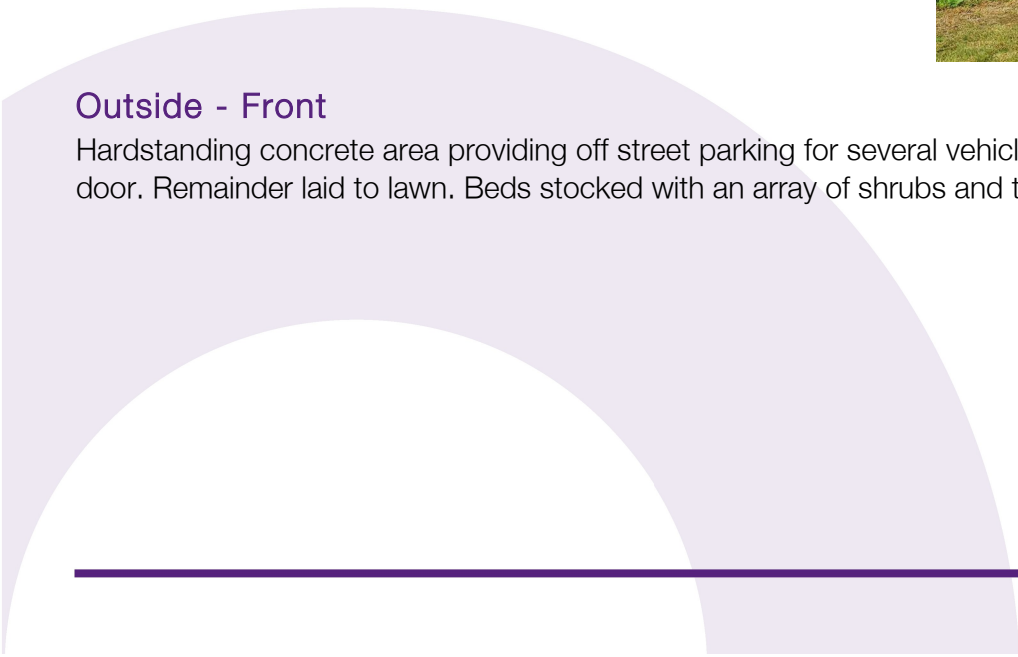 Outside - Front
Hardstanding concrete area providing off street parking for several
door. Remainder laid to lawn. Beds stocked with an array of shrubs and